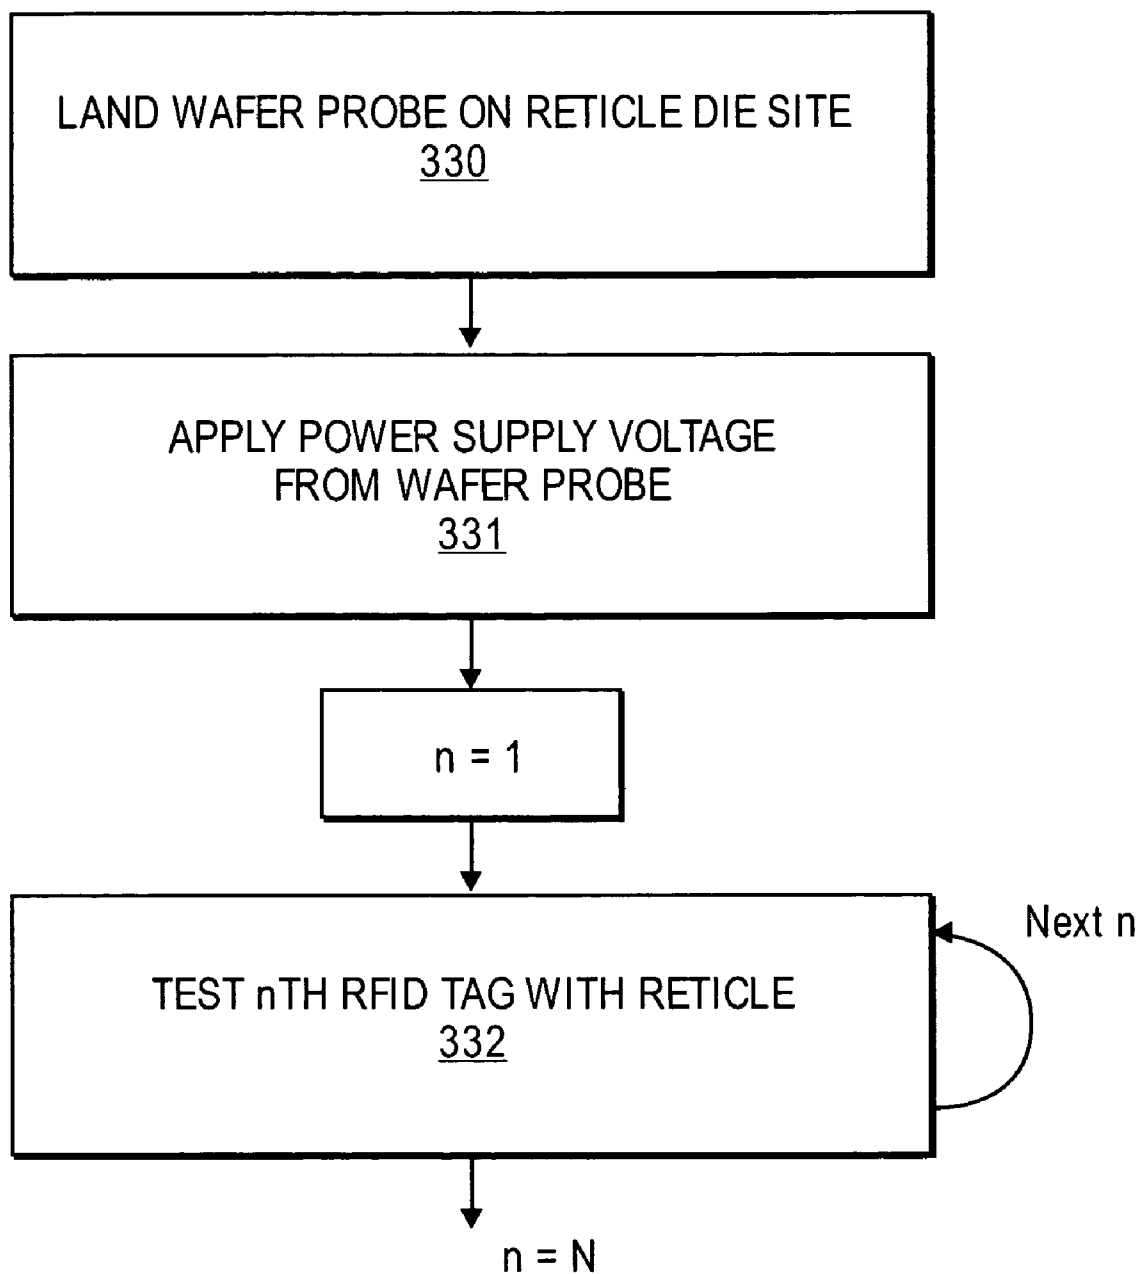 LAND WAFER PROBE ON RETICLE DIE SITE
330
APPLY POWER SUPPLY VOLTAGE
FROM WAFER PROBE
331
n = 1
Next n
TEST nTH RFID TAG WITH RETICLE
332
n = N